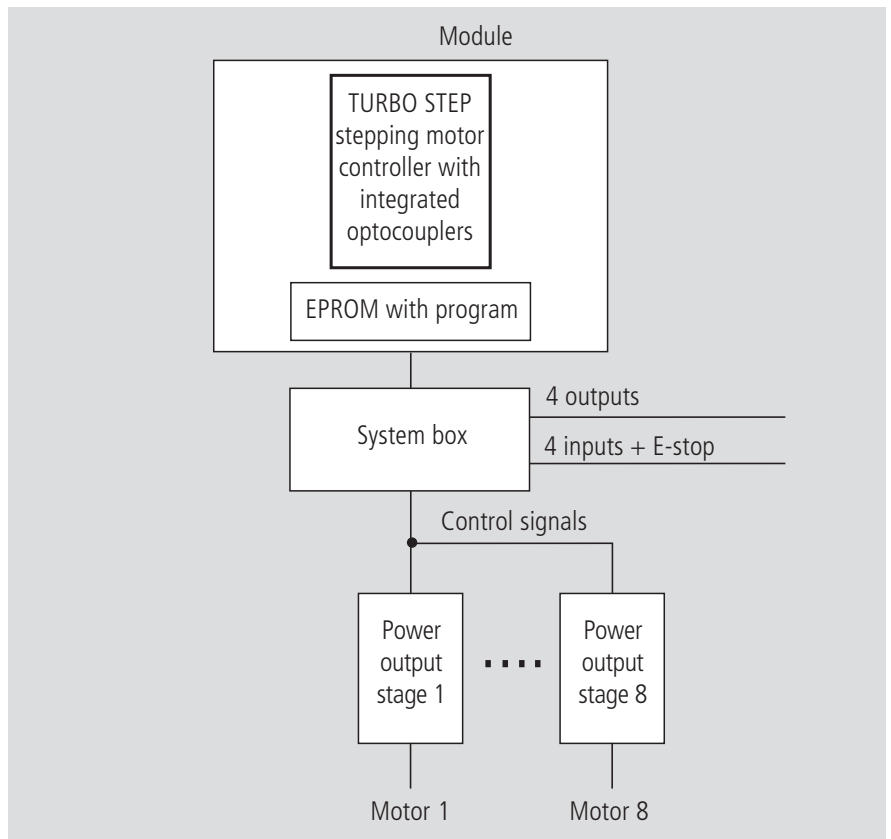 Module
TURBO STEP
stepping motor
controller with
integrated
optocouplers
EPROM with program
System box
4 outputs
4 inputs + E-stop
Control signals
Power
output
stage 1
Power
output
stage 8
Motor 1
Motor 8